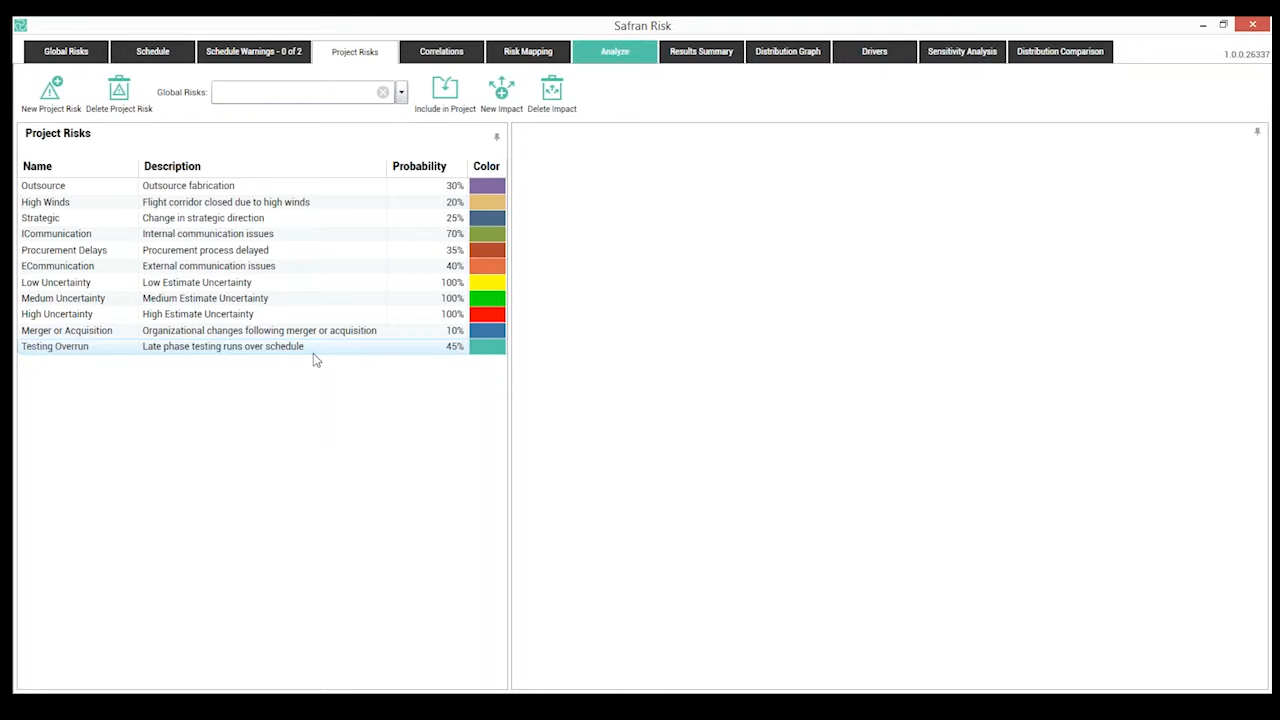 Safran Risk
Global Risks Schedule Schedule Warnings - 0 of 2 Project Risks Correlations Risk Mapping Analyze Results Summary Distribution Graph Drivers Sensitivity Analysis Distribution Comparison 1.0.0.26337
Global Risks:
New Project Risk Delete Project Risk Include in Project New Impact Delete Impact
Project Risks
Name Description Probability Color
Outsource Outsource fabrication 30%
High Winds Flight corridor closed due to high winds 20%
Strategic Change in strategic direction 25%
ICommunication Internal communication issues 70%
Procurement Delays Procurement process delayed 35%
ECommunication External communication issues 40%
Low Uncertainty Low Estimate Uncertainty 100%
Medum Uncertainty Medium Estimate Uncertainty 100%
High Uncertainty High Estimate Uncertainty 100%
Merger or Acquisition Organizational changes following merger or acquisition 10%
Testing Overrun Late phase testing runs over schedule 45%